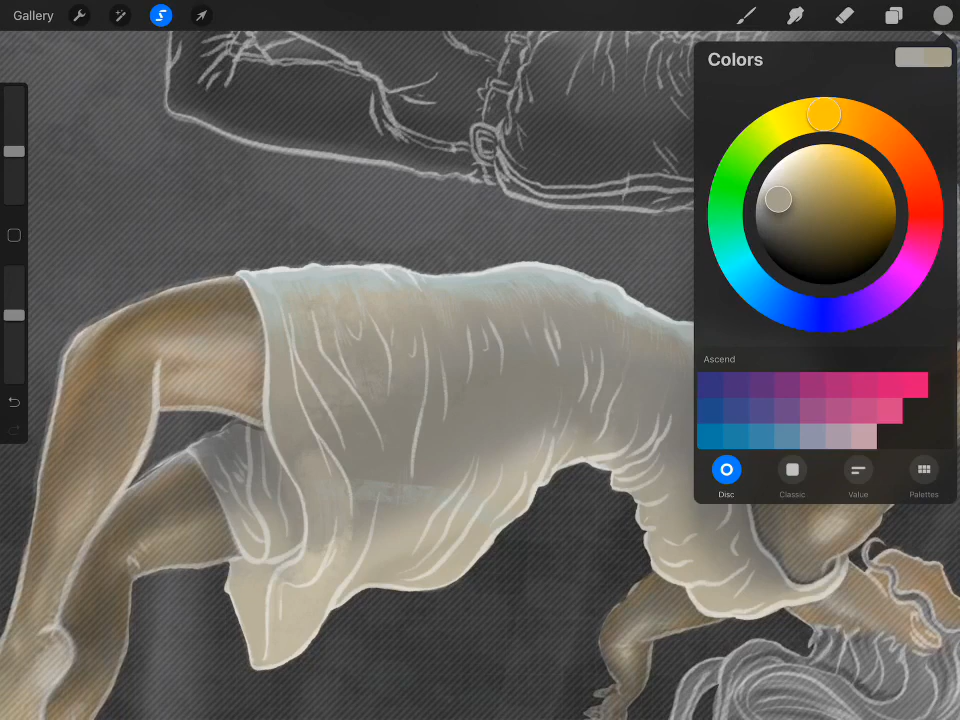 Gallery
Colors
Ascend
Disc
Classic
Value
Palettes